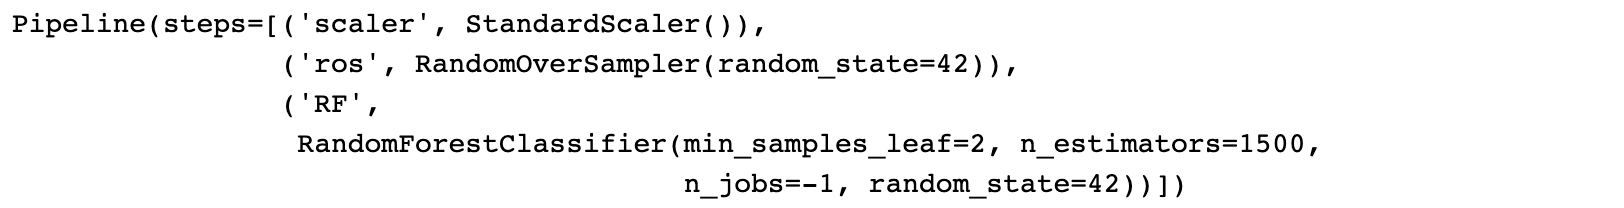 Pipeline(steps=[('scaler', StandardScaler()),
('ros', RandomOverSampler(random_state=42)),
('RF',
RandomForestClassifier(min_samples_leaf=2, n_estimators=1500,
n_jobs=-1, random_state=42))])